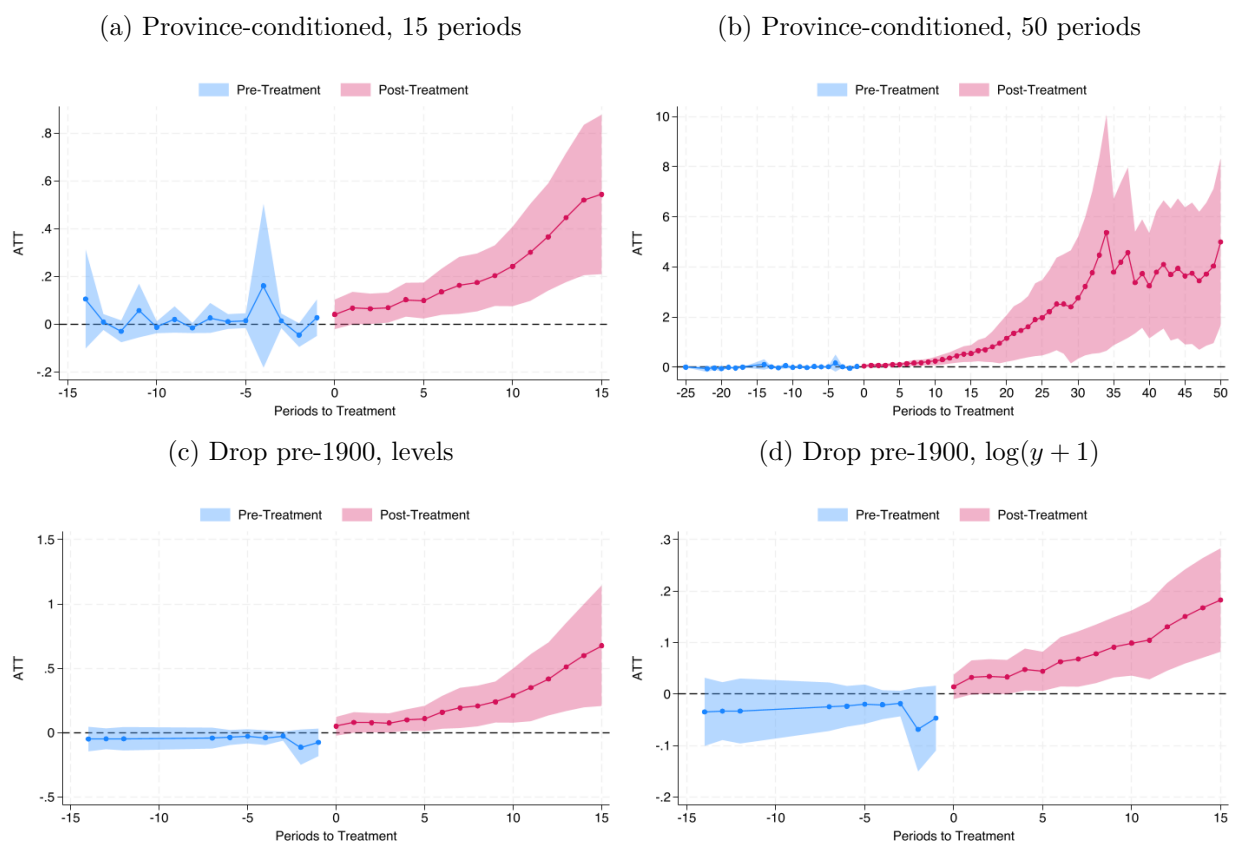 (a) Province-conditioned, 15 periods
Pre-Treatment Post-Treatment
.8
.6
.4
.2
0
-.2
ATT
-15 -10 -5 0 5 10 15
Periods to Treatment
(b) Province-conditioned, 50 periods
Pre-Treatment Post-Treatment
10
8
6
4
2
0
ATT
-25 -20 -15 -10 -5 0 5 10 15 20 25 30 35 40 45 50
Periods to Treatment
(c) Drop pre-1900, levels
Pre-Treatment Post-Treatment
1.5
1
.5
0
-.5
ATT
-15 -10 -5 0 5 10 15
Periods to Treatment
(d) Drop pre-1900, log(y + 1)
Pre-Treatment Post-Treatment
.3
.2
.1
0
-.1
-.2
ATT
-15 -10 -5 0 5 10 15
Periods to Treatment